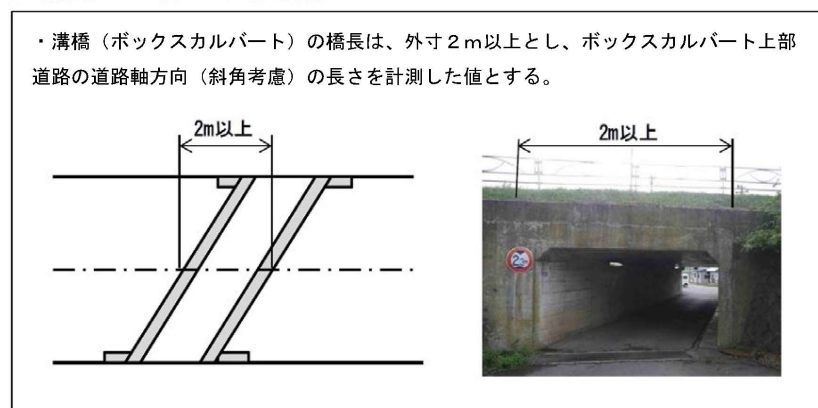 ・溝橋（ボックスカルバート）の橋長は、外寸２ｍ以上とし、ボックスカルバート上部
道路の道路軸方向（斜角考慮）の長さを計測した値とする。
2m以上
2m以上